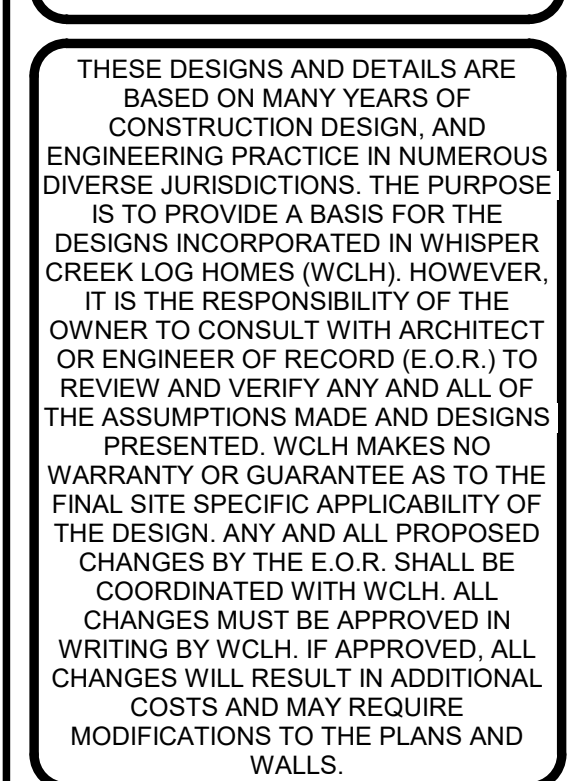 THESE DESIGNS AND DETAILS ARE
BASED ON MANY YEARS OF
CONSTRUCTION DESIGN, AND
ENGINEERING PRACTICE IN NUMEROUS
DIVERSE JURISDICTIONS. THE PURPOSE
IS TO PROVIDE A BASIS FOR THE
DESIGNS INCORPORATED IN WHISPER
CREEK LOG HOMES (WCLH). HOWEVER,
IT IS THE RESPONSIBILITY OF THE
OWNER TO CONSULT WITH ARCHITECT
OR ENGINEER OF RECORD (E.O.R.) TO
REVIEW AND VERIFY ANY AND ALL OF
THE ASSUMPTIONS MADE AND DESIGNS
PRESENTED. WCLH MAKES NO
WARRANTY OR GUARANTEE AS TO THE
FINAL SITE SPECIFIC APPLICABILITY OF
THE DESIGN. ANY AND ALL PROPOSED
CHANGES BY THE E.O.R. SHALL BE
COORDINATED WITH WCLH. ALL
CHANGES MUST BE APPROVED IN
WRITING BY WCLH. IF APPROVED, ALL
CHANGES WILL RESULT IN ADDITIONAL
COSTS AND MAY REQUIRE
MODIFICATIONS TO THE PLANS AND
WALLS.